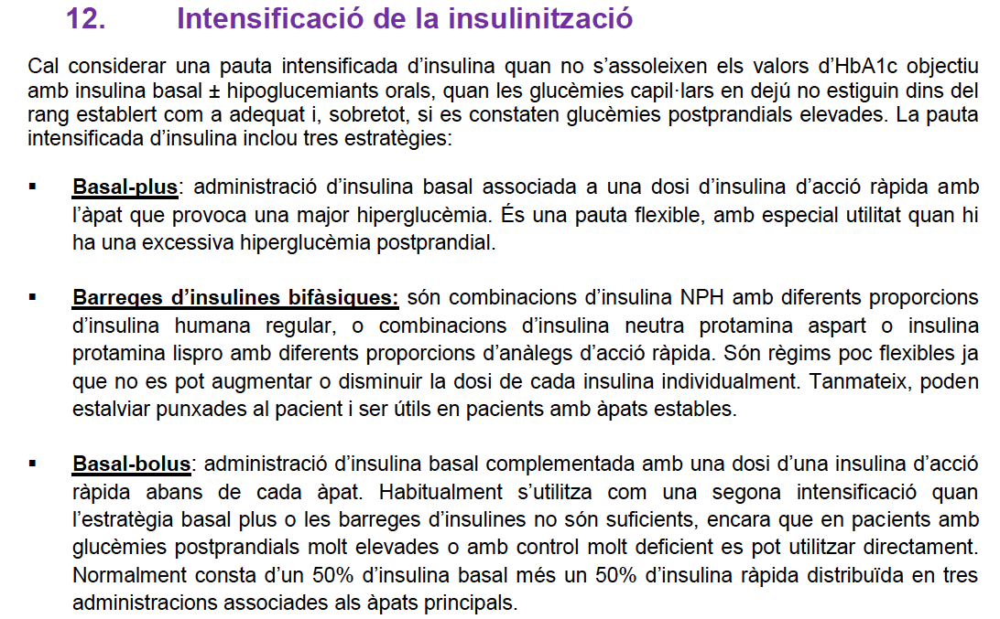 12. Intensificació de la insulinització
Cal considerar una pauta intensificada d’insulina quan no s’assoleixen els valors d’HbA1c objectiu
amb insulina basal ± hipoglucemiants orals, quan les glucèmies capil·lars en dejú no estiguin dins del
rang establert com a adequat i, sobretot, si es constaten glucèmies postprandials elevades. La pauta
intensificada d’insulina inclou tres estratègies:
▪ Basal-plus: administració d’insulina basal associada a una dosi d’insulina d’acció ràpida amb
l’àpat que provoca una major hiperglucèmia. És una pauta flexible, amb especial utilitat quan hi
ha una excessiva hiperglucèmia postprandial.
▪ Barreges d’insulines bifàsiques: són combinacions d’insulina NPH amb diferents proporcions
d’insulina humana regular, o combinacions d’insulina neutra protamina aspart o insulina
protamina lispro amb diferents proporcions d’anàlegs d’acció ràpida. Són règims poc flexibles ja
que no es pot augmentar o disminuir la dosi de cada insulina individualment. Tanmateix, poden
estalviar punxades al pacient i ser útils en pacients amb àpats estables.
▪ Basal-bolus: administració d’insulina basal complementada amb una dosi d’una insulina d’acció
ràpida abans de cada àpat. Habitualment s’utilitza com una segona intensificació quan
l’estratègia basal plus o les barreges d’insulines no són suficients, encara que en pacients amb
glucèmies postprandials molt elevades o amb control molt deficient es pot utilitzar directament.
Normalment consta d’un 50% d’insulina basal més un 50% d’insulina ràpida distribuïda en tres
administracions associades als àpats principals.